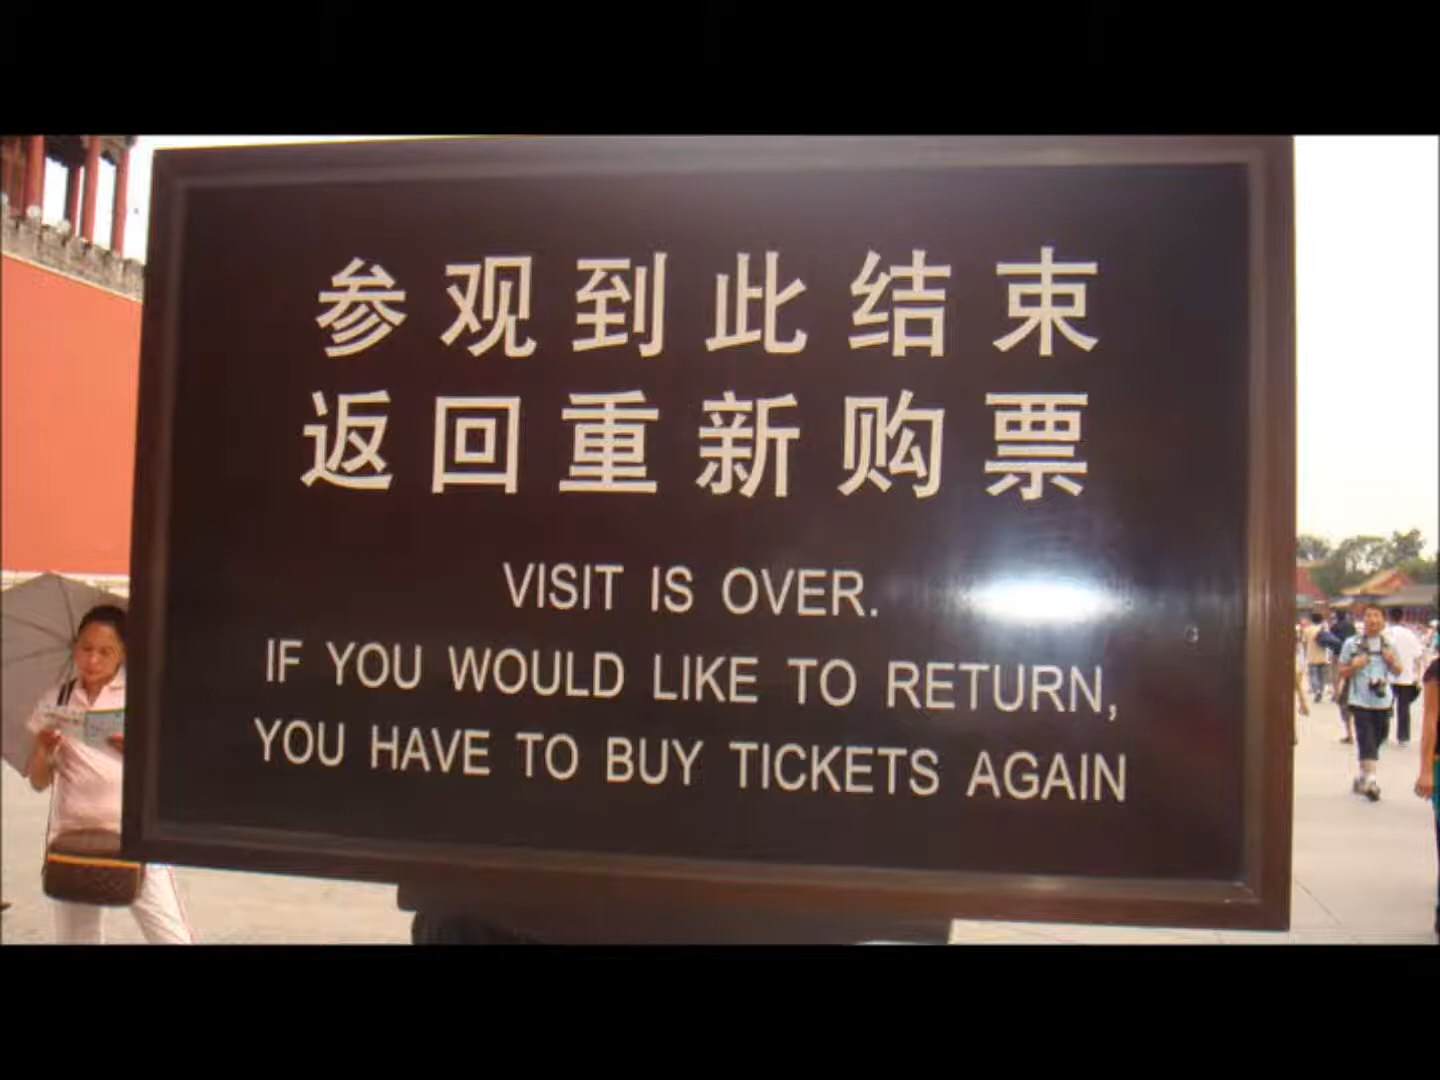 参观到此结束
返回重新购票
VISIT IS OVER.
IF YOU WOULD LIKE TO RETURN,
YOU HAVE TO BUY TICKETS AGAIN